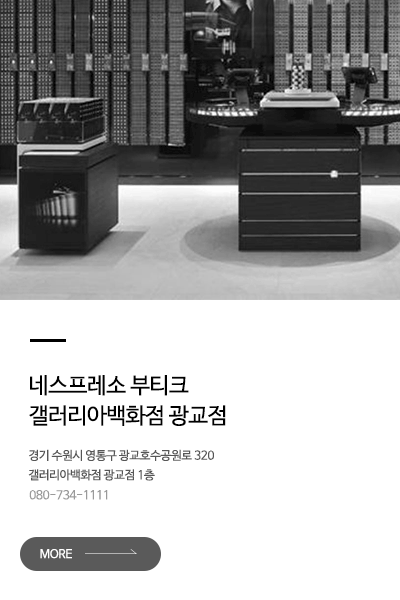 네스프레소 부티크
갤러리아백화점 광교점
경기 수원시 영통구 광교호수공원로 320
갤러리아백화점 광교점 1층
080-734-1111
MORE